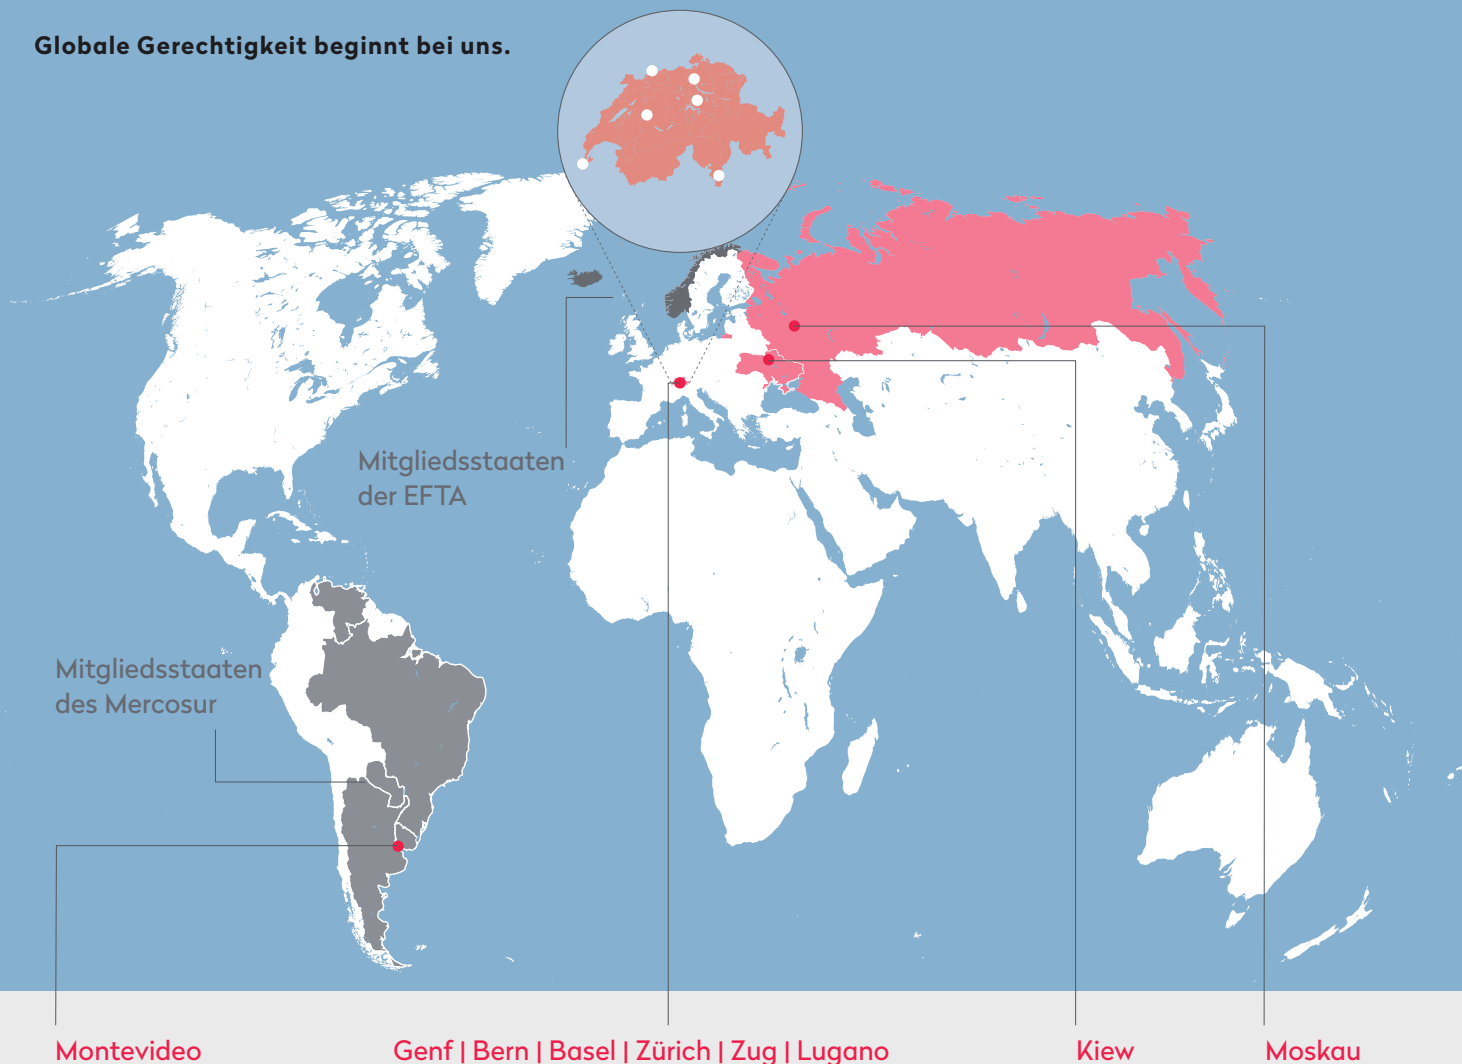 Globale Gerechtigkeit beginnt bei uns.
Mitgliedsstaaten
der EFTA
Mitgliedsstaaten
des Mercosur
Montevideo
Genf | Bern | Basel | Zürich | Zug | Lugano
Kiew
Moskau